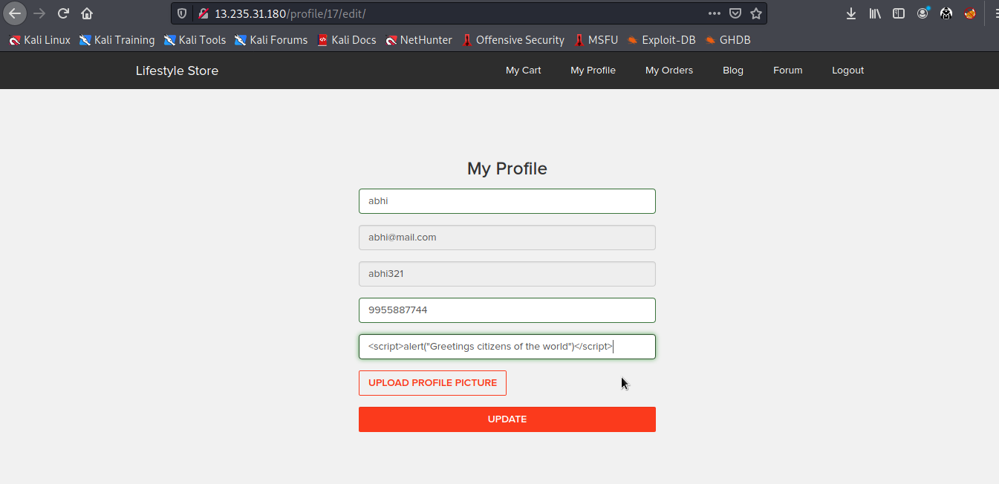 13.235.31.180/profile/17/edit/
Kali Linux Kali Training Kali Tools Kali Forums Kali Docs NetHunter Offensive Security MSFU Exploit-DB GHDB
Lifestyle Store My Cart My Profile My Orders Blog Forum Logout
My Profile
abhi
abhi@mail.com
abhi321
9955887744
<script>alert("Greetings citizens of the world")</script>
UPLOAD PROFILE PICTURE
UPDATE